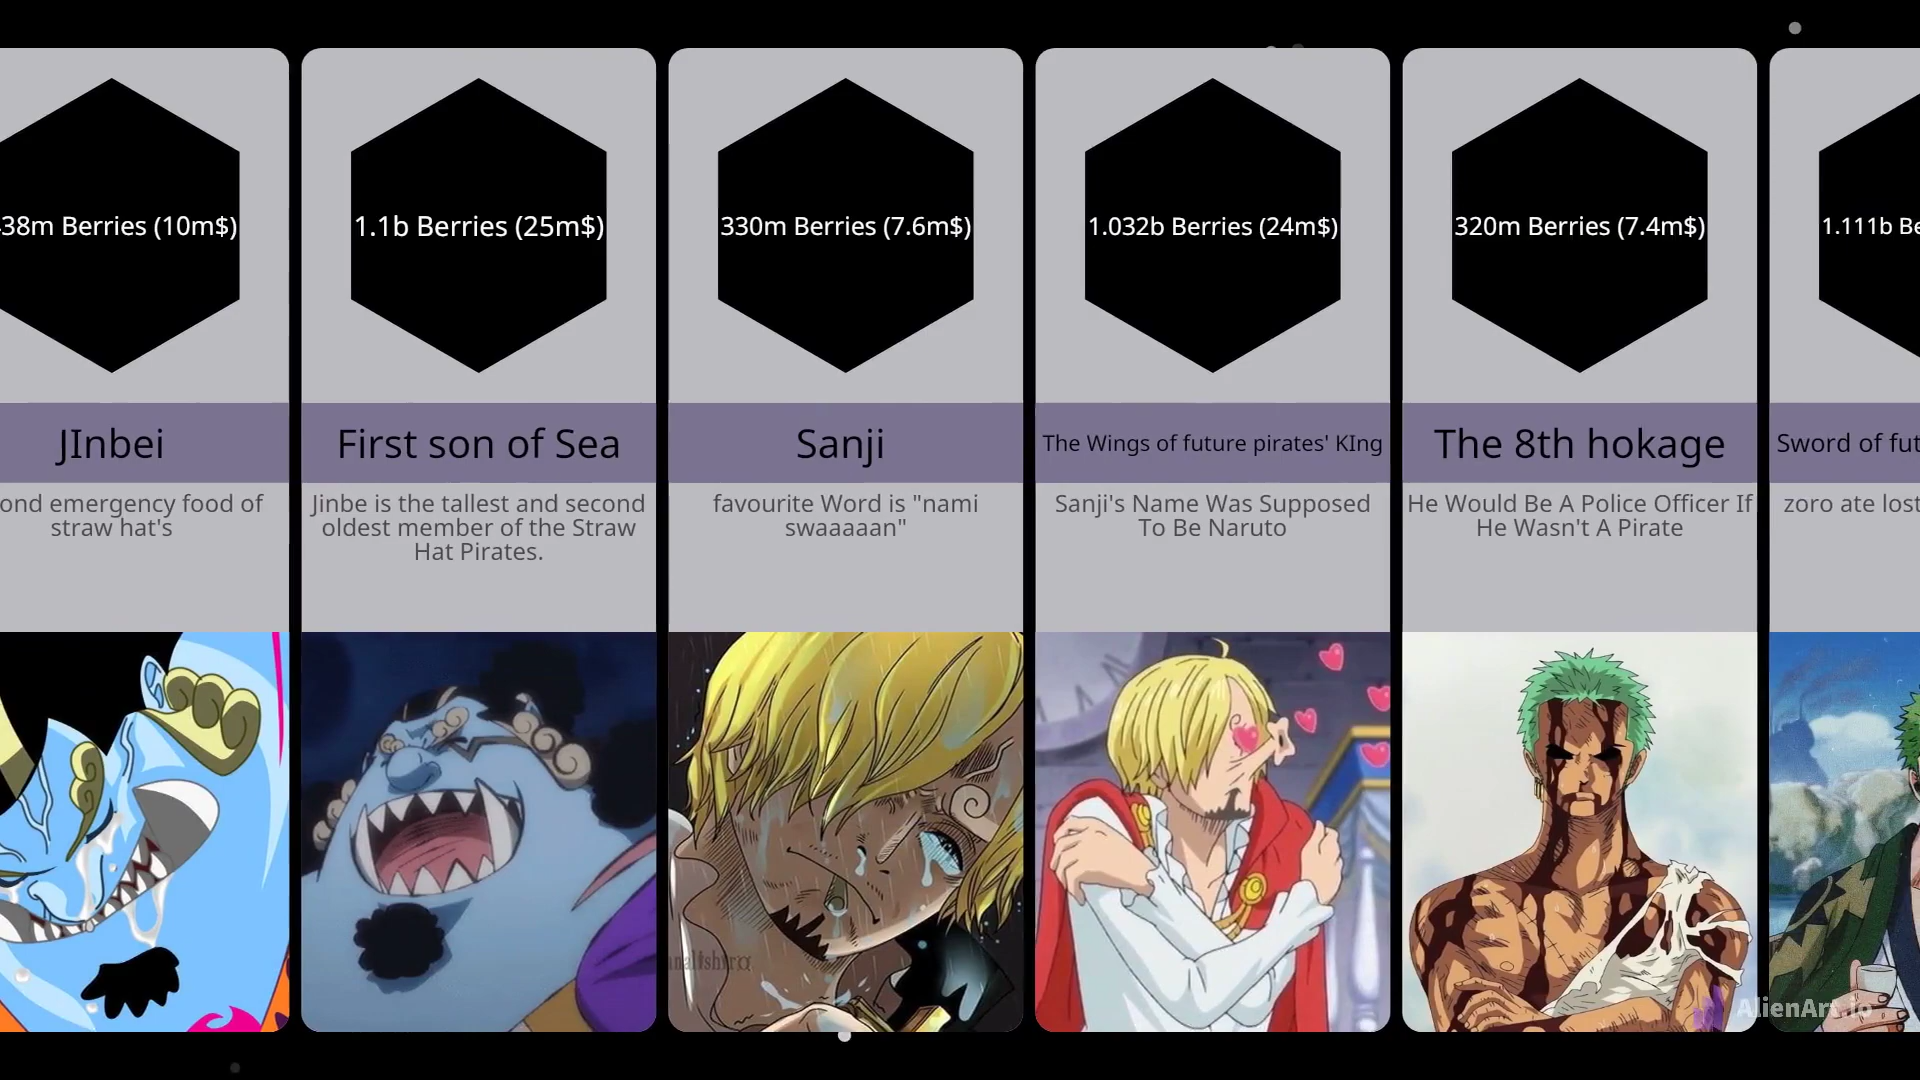 38m Berries (10m$)
JInbei
ond emergency food of
straw hat's
1.1b Berries (25m$)
First son of Sea
Jinbe is the tallest and second
oldest member of the Straw
Hat Pirates.
330m Berries (7.6m$)
Sanji
favourite Word is "nami
swaaaaan"
1.032b Berries (24m$)
The Wings of future pirates' KIng
Sanji's Name Was Supposed
To Be Naruto
320m Berries (7.4m$)
The 8th hokage
He Would Be A Police Officer If
He Wasn't A Pirate
1.111b Be
Sword of fut
zoro ate lost
AlienArt.io